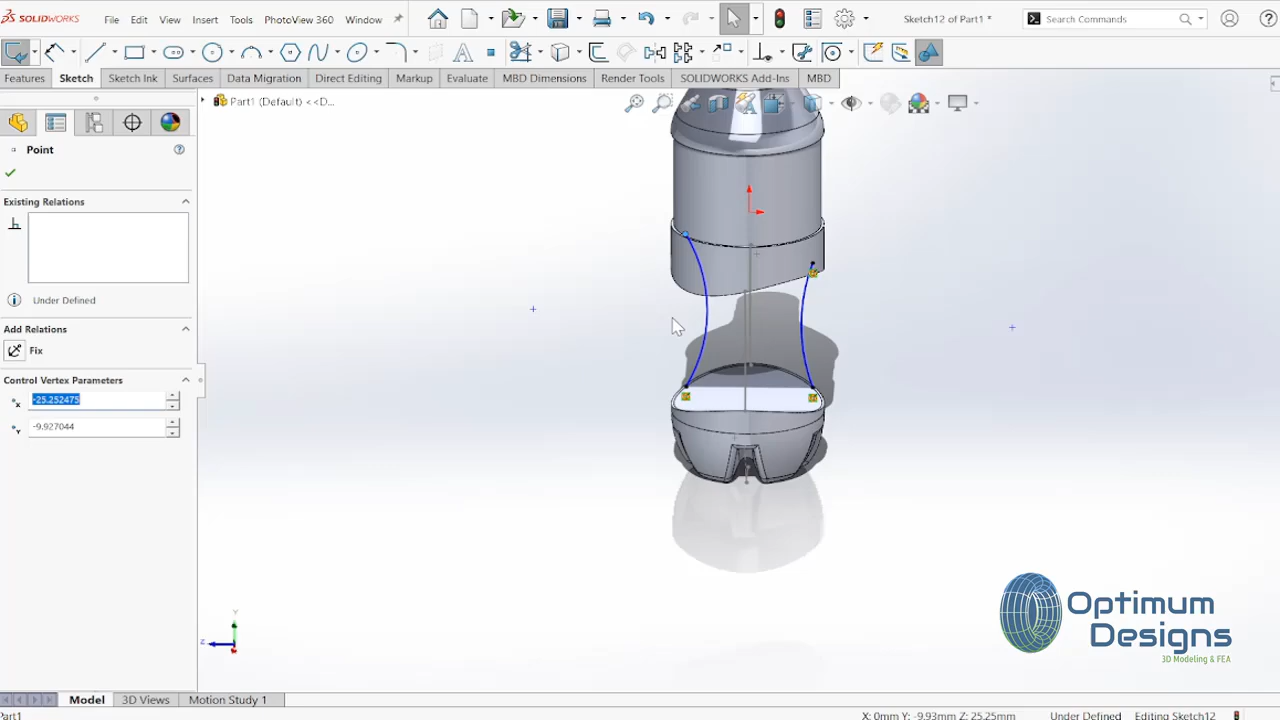 SOLIDWORKS File Edit View Insert Tools PhotoView 360 Window Sketch12 of Part1 * Search Commands
Features Sketch Sketch Ink Surfaces Data Migration Direct Editing Markup Evaluate MBD Dimensions Render Tools SOLIDWORKS Add-Ins MBD
Part1 (Default) <<D...
Point
Existing Relations
Under Defined
Add Relations
Fix
Control Vertex Parameters
-25.252475
-9.927044
Optimum
Designs
3D Modeling & FEA
Y
Z
Model 3D Views Motion Study 1
Part1 X: 0mm Y: -9.93mm Z: 25.25mm Under Defined Editing Sketch12